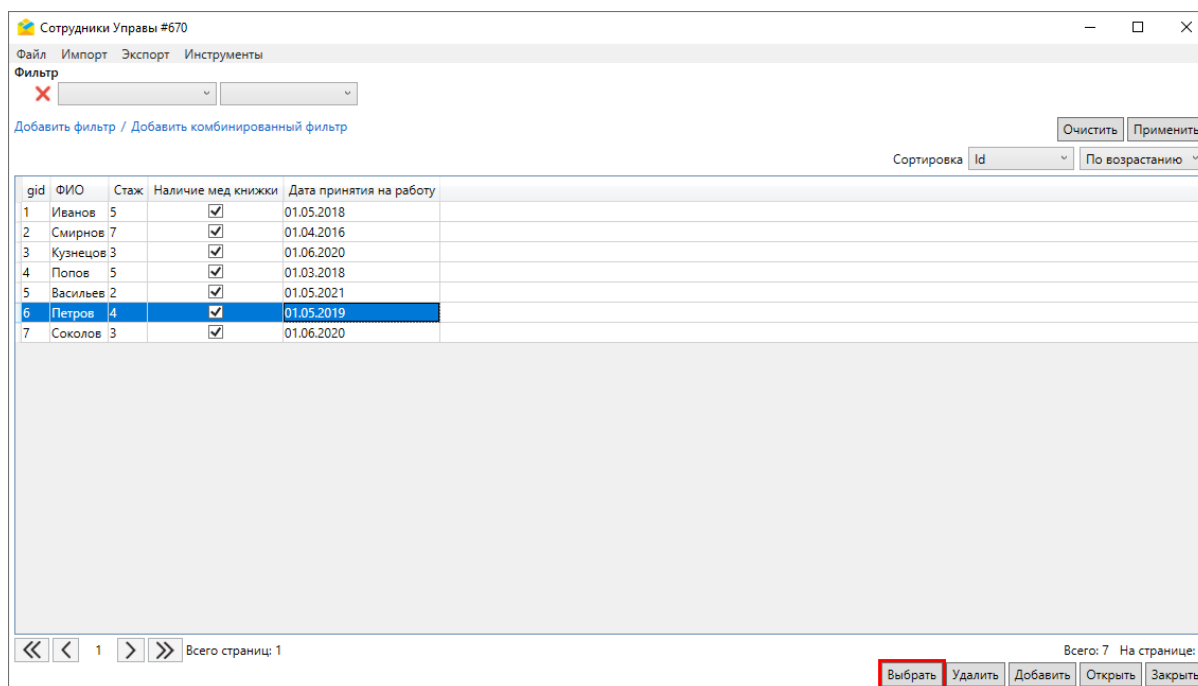 Сотрудники Управы #670
Файл Импорт Экспорт Инструменты
Фильтр
Добавить фильтр / Добавить комбинированный фильтр
Очистить Применить
Сортировка Id По возрастанию
gid ФИО Стаж Наличие мед книжки Дата принятия на работу
1 Иванов 5 01.05.2018
2 Смирнов 7 01.04.2016
3 Кузнецов 3 01.06.2020
4 Попов 5 01.03.2018
5 Васильев 2 01.05.2021
6 Петров 4 01.05.2019
7 Соколов 3 01.06.2020
1 Всего страниц: 1
Всего: 7 На странице:
Выбрать Удалить Добавить Открыть Закрыть